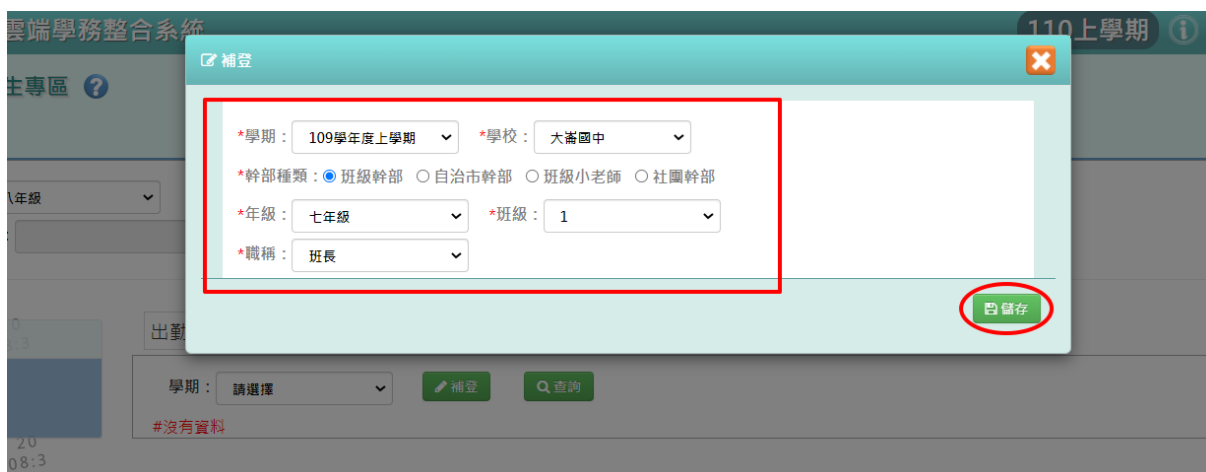 雲端學務整合系統
110上學期
補登
生專區
*學期： 109學年度上學期 *學校： 大崙國中
*幹部種類： 班級幹部 自治市幹部 班級小老師 社團幹部
八年級
*年級： 七年級 *班級： 1
*職稱： 班長
儲存
出勤
學期： 請選擇 補登 查詢
#沒有資料
20
08:3